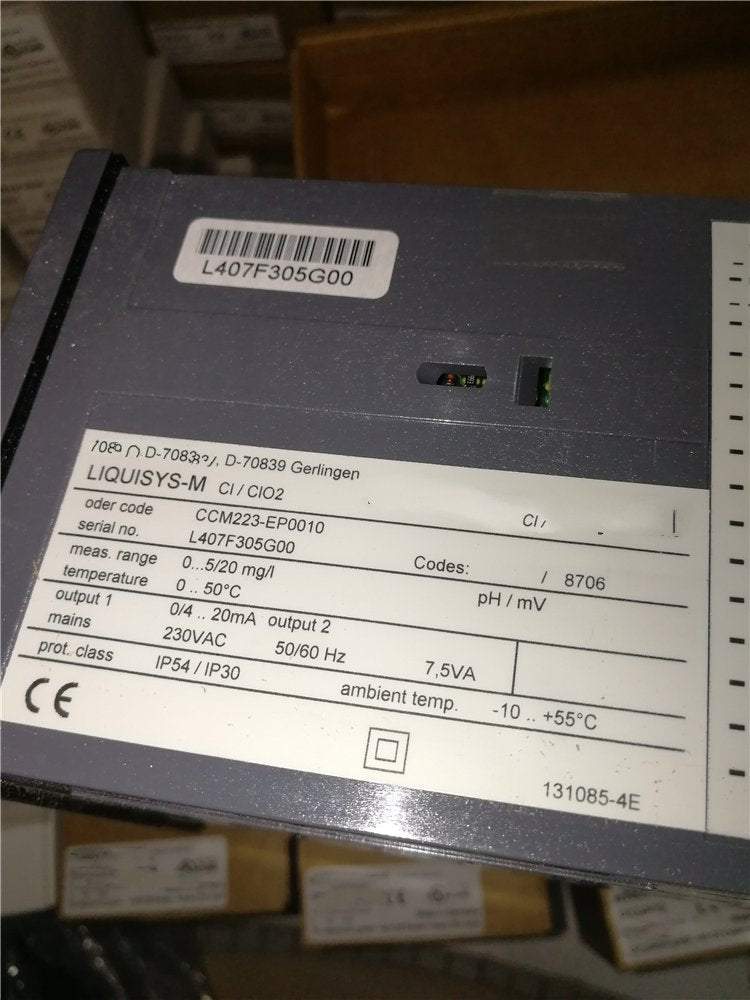 L407F305G00
D-70839 Gerlingen
LIQUISYS-M Cl / ClO2
oder code CCM223-EP0010 Cl /
serial no. L407F305G00 Codes: / 8706
meas. range 0...5/20 mg/l pH / mV
temperature 0 .. 50°C
output 1 0/4 .. 20mA output 2
mains 230VAC 50/60 Hz 7,5VA
prot. class IP54 / IP30 ambient temp. -10 .. +55°C
CE
131085-4E